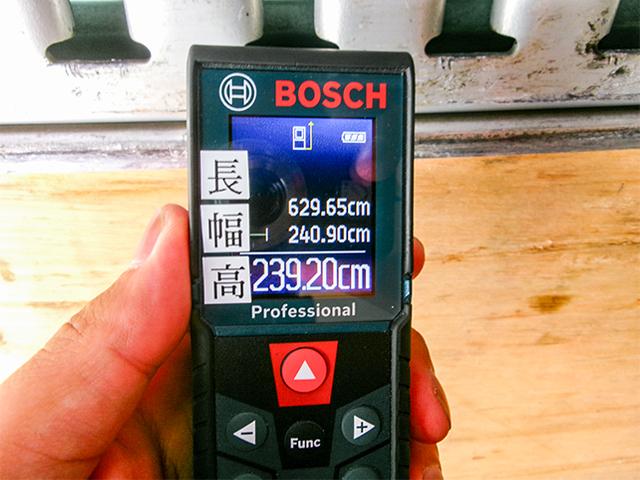 BOSCH
長 629.65cm
幅 240.90cm
高 239.20cm
Professional
Func